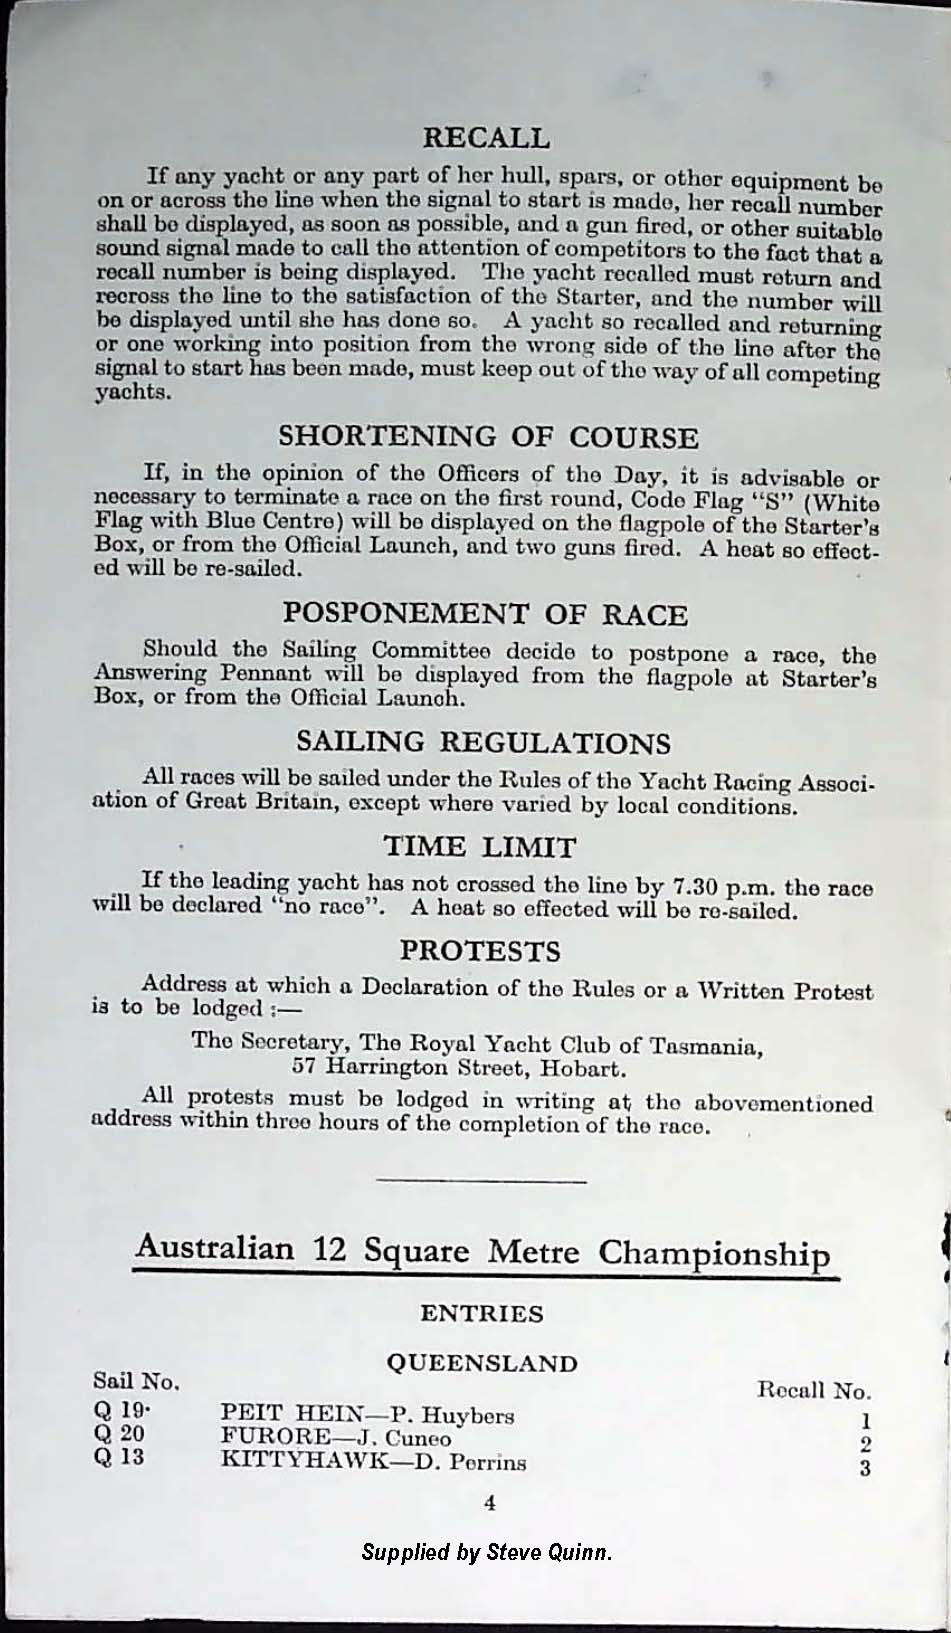 RECALL
If any yacht or any part of her hull, spars, or other equipment be
on or across the line when the signal to start is made, her recall number
shall be displayed, as soon as possible, and a gun fired, or other suitable
sound signal made to call the attention of competitors to the fact that a
recall number is being displayed. The yacht recalled must return and
recross the line to the satisfaction of the Starter, and the number will
be displayed until she has done so. A yacht so recalled and returning
or one working into position from the wrong side of the line after the
signal to start has been made, must keep out of the way of all competing
yachts.
SHORTENING OF COURSE
If, in the opinion of the Officers of the Day, it is advisable or
necessary to terminate a race on the first round, Code Flag "S" (White
Flag with Blue Centre) will be displayed on the flagpole of the Starter's
Box, or from the Official Launch, and two guns fired. A heat so effect-
ed will be re-sailed.
POSPONEMENT OF RACE
Should the Sailing Committee decide to postpone a race, the
Answering Pennant will be displayed from the flagpole at Starter's
Box, or from the Official Launch.
SAILING REGULATIONS
All races will be sailed under the Rules of the Yacht Racing Associ-
ation of Great Britain, except where varied by local conditions.
TIME LIMIT
If the leading yacht has not crossed the line by 7.30 p.m. the race
will be declared "no race". A heat so effected will be re-sailed.
PROTESTS
Address at which a Declaration of the Rules or a Written Protest
is to be lodged :—
The Secretary, The Royal Yacht Club of Tasmania,
57 Harrington Street, Hobart.
All protests must be lodged in writing at the abovementioned
address within three hours of the completion of the race.
Australian 12 Square Metre Championship
ENTRIES
QUEENSLAND
Sail No. Recall No.
Q 19· PEIT HEIN—P. Huybers 1
Q 20 FURORE—J. Cuneo 2
Q 13 KITTYHAWK—D. Perrins 3
4
Supplied by Steve Quinn.